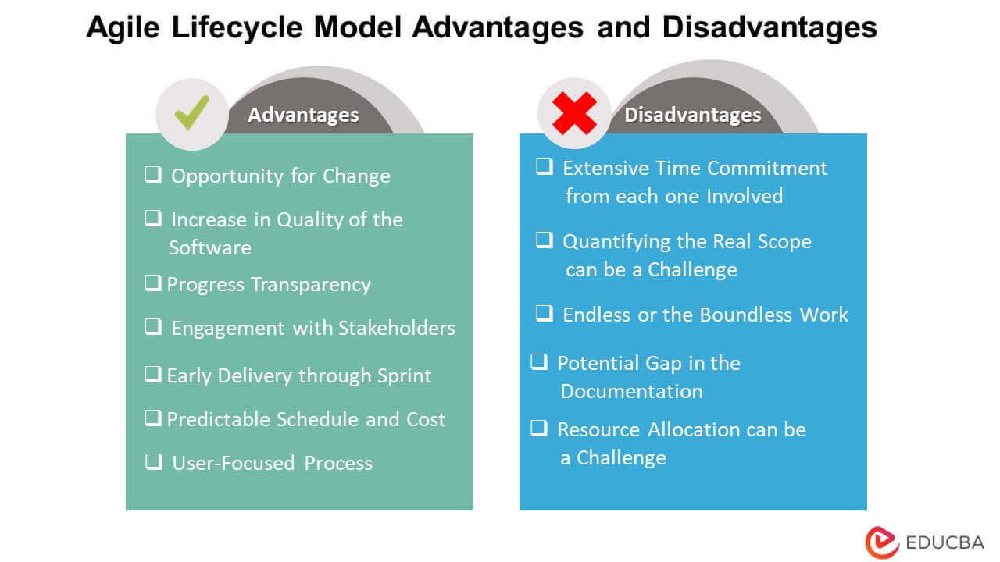 Agile Lifecycle Model Advantages and Disadvantages
Advantages
Opportunity for Change
Increase in Quality of the
Software
Progress Transparency
Engagement with Stakeholders
Early Delivery through Sprint
Predictable Schedule and Cost
User-Focused Process
Disadvantages
Extensive Time Commitment
from each one Involved
Quantifying the Real Scope
can be a Challenge
Endless or the Boundless Work
Potential Gap in the
Documentation
Resource Allocation can be
a Challenge
EDUCBA